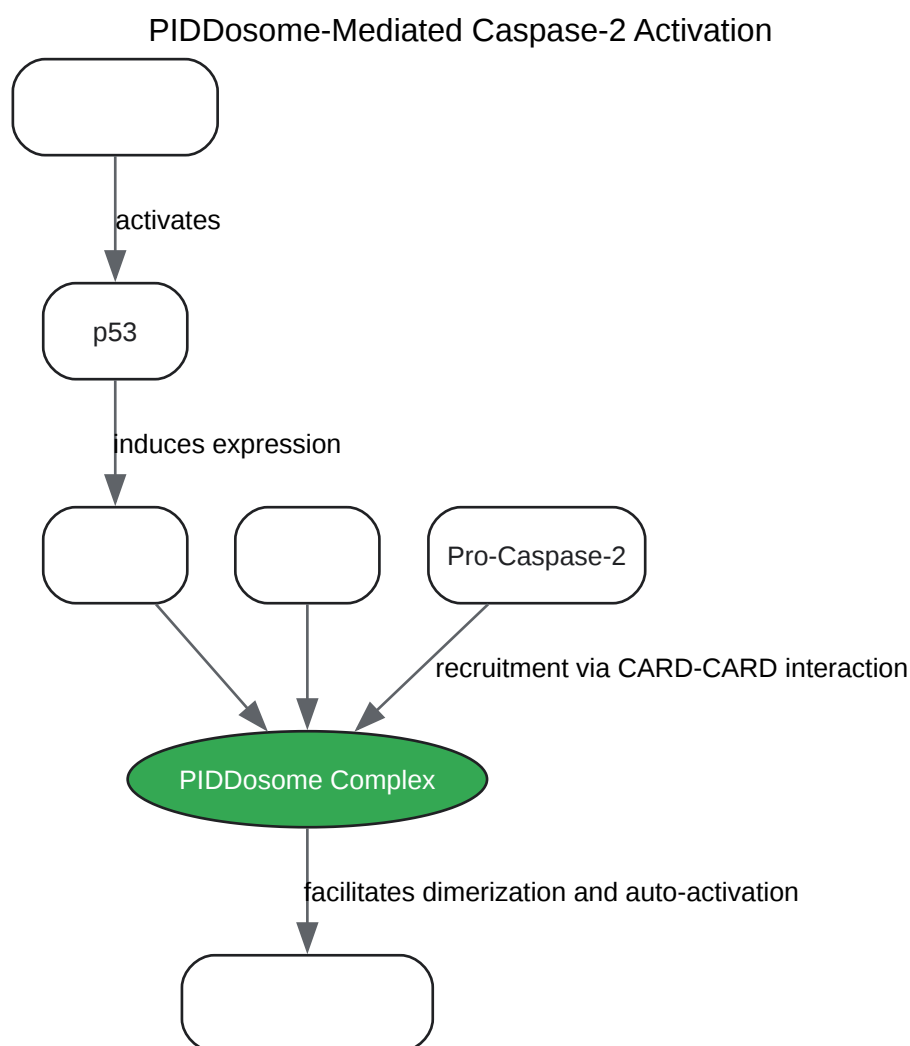 PIDDosome-Mediated Caspase-2 Activation
activates
p53
induces expression
Pro-Caspase-2
recruitment via CARD-CARD interaction
PIDDosome Complex
facilitates dimerization and auto-activation